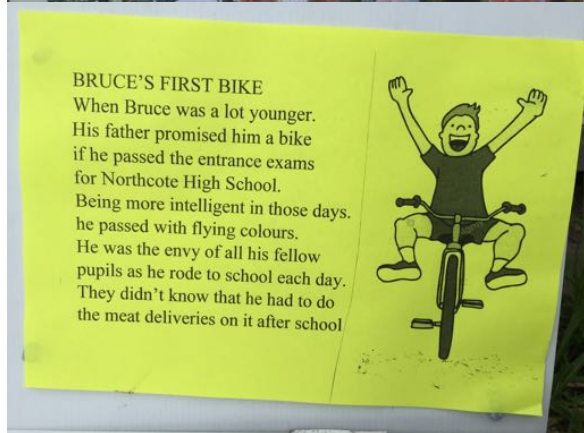 BRUCE'S FIRST BIKE
When Bruce was a lot younger.
His father promised him a bike
if he passed the entrance exams
for Northcote High School.
Being more intelligent in those days.
he passed with flying colours.
He was the envy of all his fellow
pupils as he rode to school each day.
They didn't know that he had to do
the meat deliveries on it after school